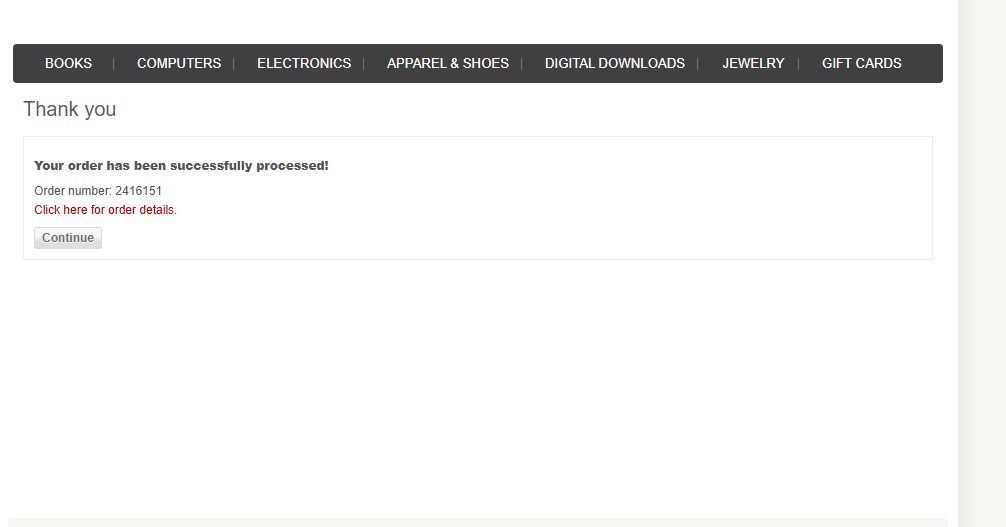 BOOKS | COMPUTERS | ELECTRONICS | APPAREL & SHOES | DIGITAL DOWNLOADS | JEWELRY | GIFT CARDS
Thank you
Your order has been successfully processed!
Order number: 2416151
Click here for order details.
Continue